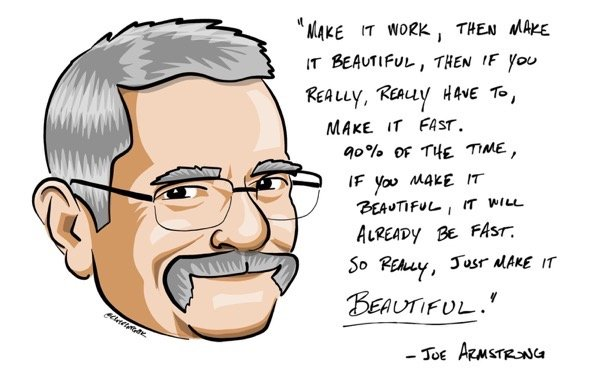 "MAKE IT WORK, THEN MAKE
IT BEAUTIFUL, THEN IF YOU
REALLY, REALLY HAVE TO,
MAKE IT FAST.
90% OF THE TIME,
IF YOU MAKE IT
BEAUTIFUL, IT WILL
ALREADY BE FAST.
SO REALLY, JUST MAKE IT
BEAUTIFUL."
- JOE ARMSTRONG